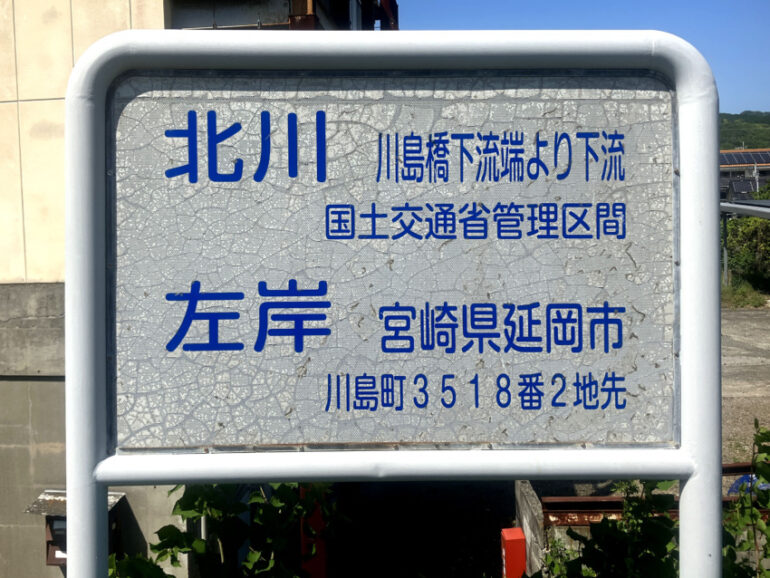 北川 川島橋下流端より下流
国土交通省管理区間
左岸 宮崎県延岡市
川島町3518番2地先